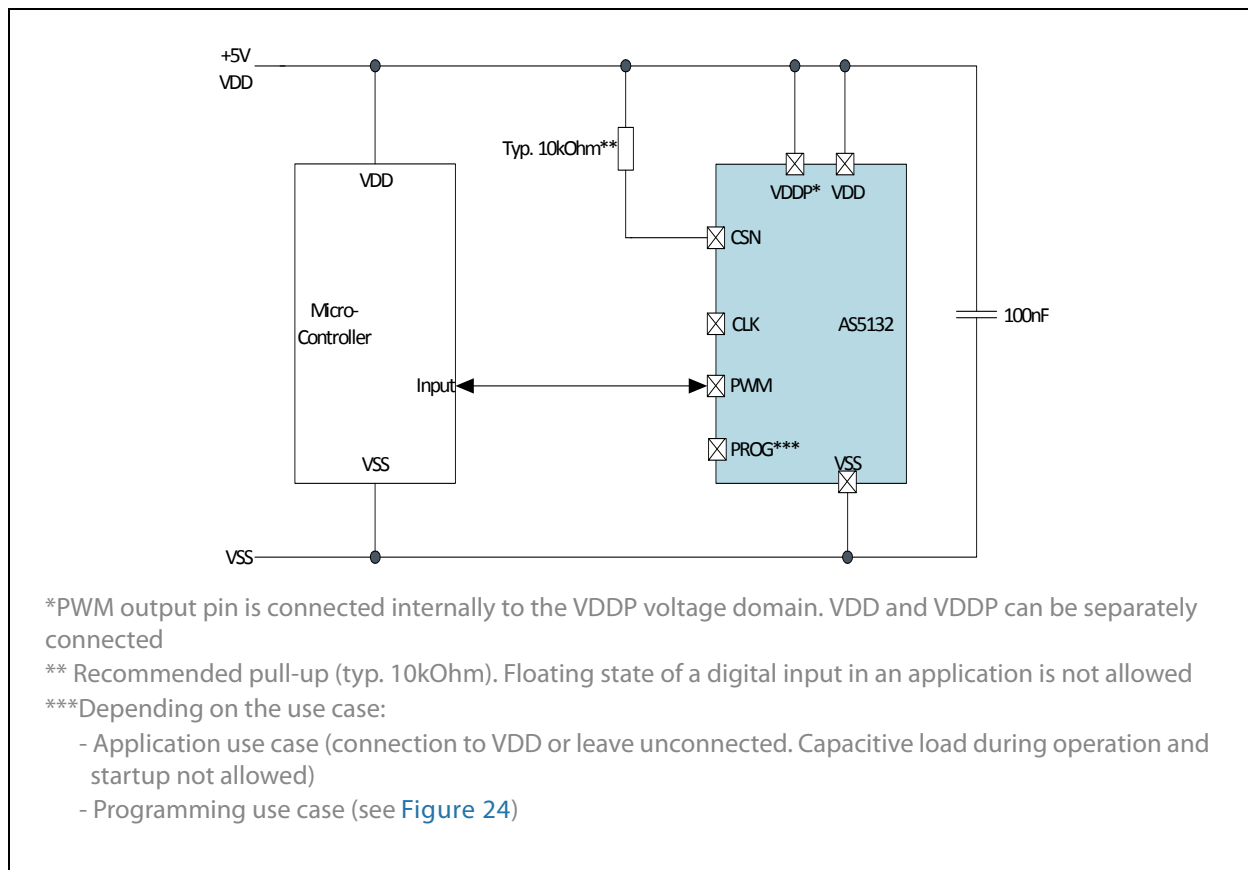 +5V
VDD
Typ. 10kOhm**
VDD
VDDP* VDD
CSN
Micro-
Controller
CLK
AS5132
100nF
Input
PWM
PROG***
VSS
VSS
VSS
*PWM output pin is connected internally to the VDDP voltage domain. VDD and VDDP can be separately
connected
** Recommended pull-up (typ. 10kOhm). Floating state of a digital input in an application is not allowed
***Depending on the use case:
- Application use case (connection to VDD or leave unconnected. Capacitive load during operation and
startup not allowed)
- Programming use case (see Figure 24)